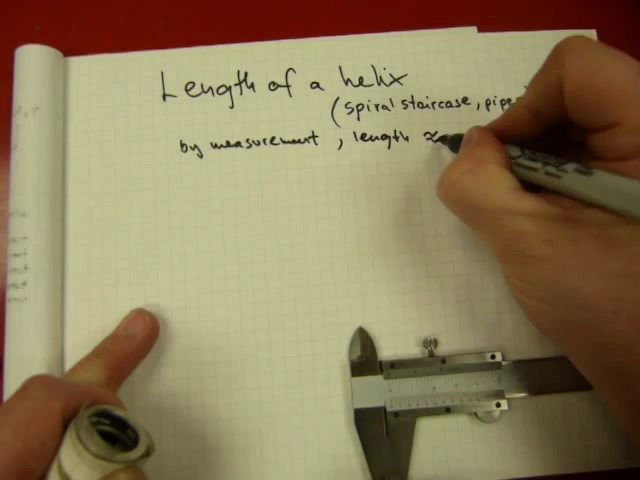 Length of a helix
(spiral staircase, pipe
by measurement, length ≈